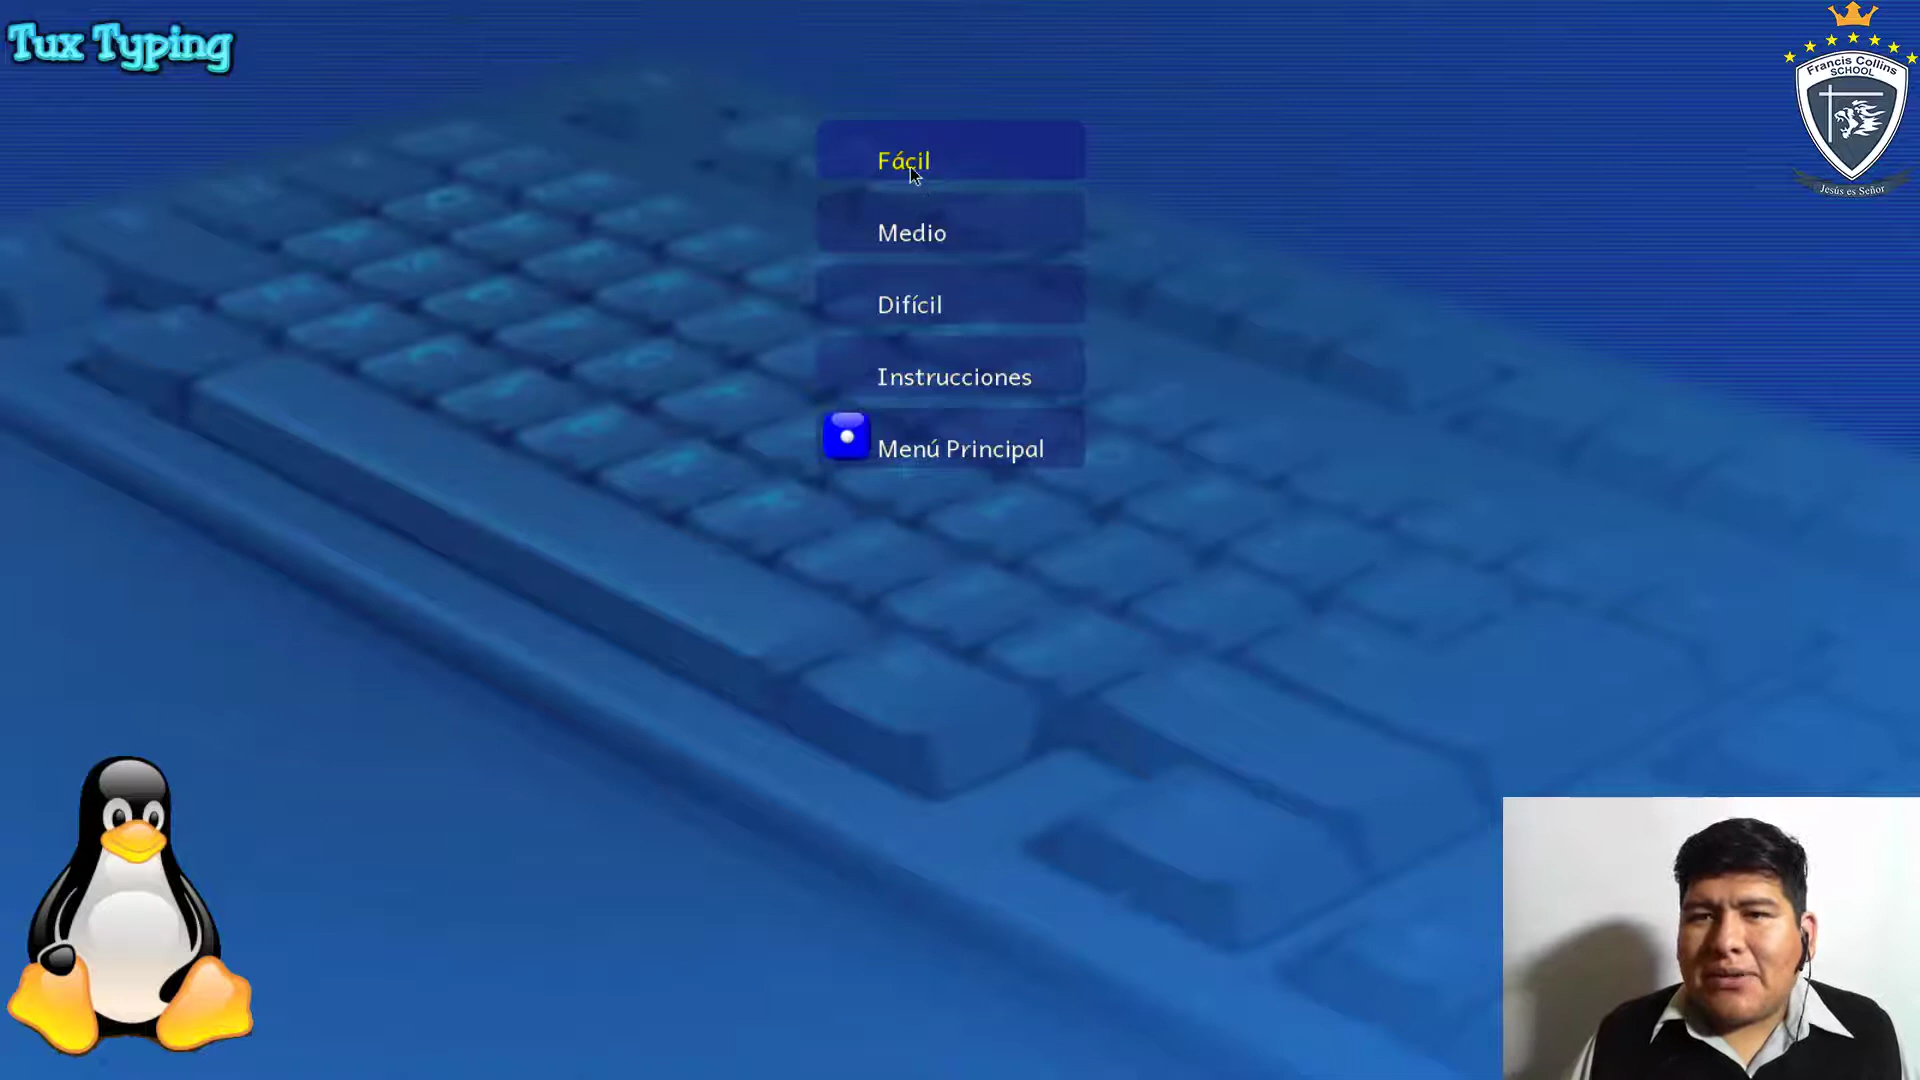 Tux Typing
Francis Collins
SCHOOL
Jesús es Señor
Fácil
Medio
Difícil
Instrucciones
Menú Principal